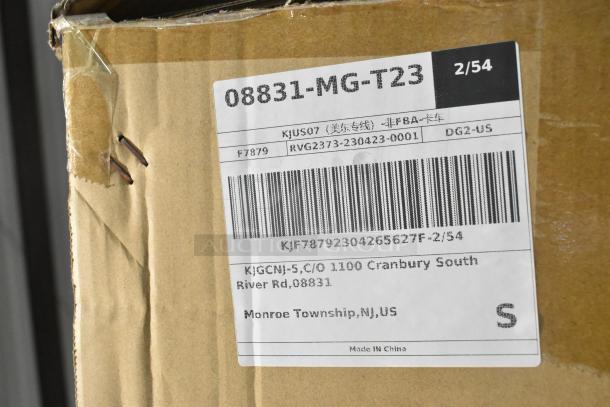 08831-MG-T23 2/54
KJUS07 (美东专线) -非FBA-卡车
F7879 RVG2373-230423-0001 DG2-US
KJF78792304265627F-2/54
KJGCNJ-5,C/O 1100 Cranbury South
River Rd,08831
Monroe Township,NJ,US
S
Made IN China